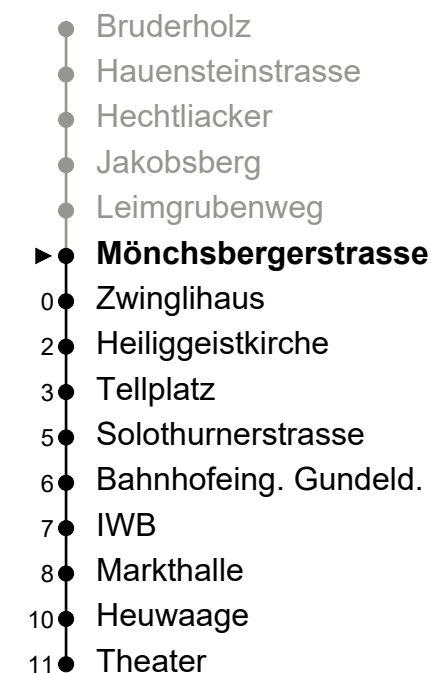 Bruderholz
Hauensteinstrasse
Hechtliacker
Jakobsberg
Leimgrubenweg
Mönchsbergerstrasse
0 Zwinglihaus
2 Heiliggeistkirche
3 Tellplatz
5 Solothurnerstrasse
6 Bahnhofeing. Gundeld.
7 IWB
8 Markthalle
10 Heuwaage
11 Theater